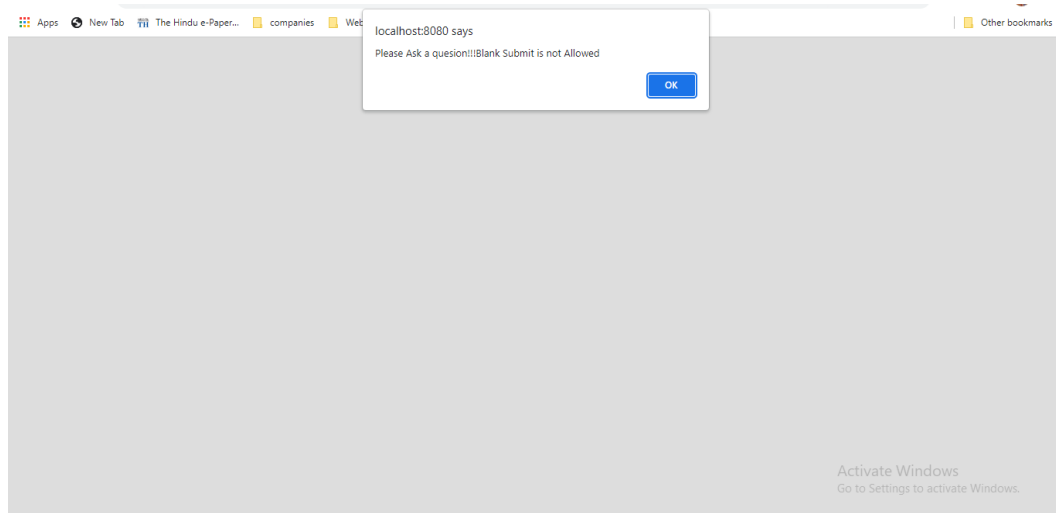 Apps New Tab The Hindu e-Paper... companies Web Other bookmarks
localhost:8080 says
Please Ask a quesion!!!Blank Submit is not Allowed
OK
Activate Windows
Go to Settings to activate Windows.